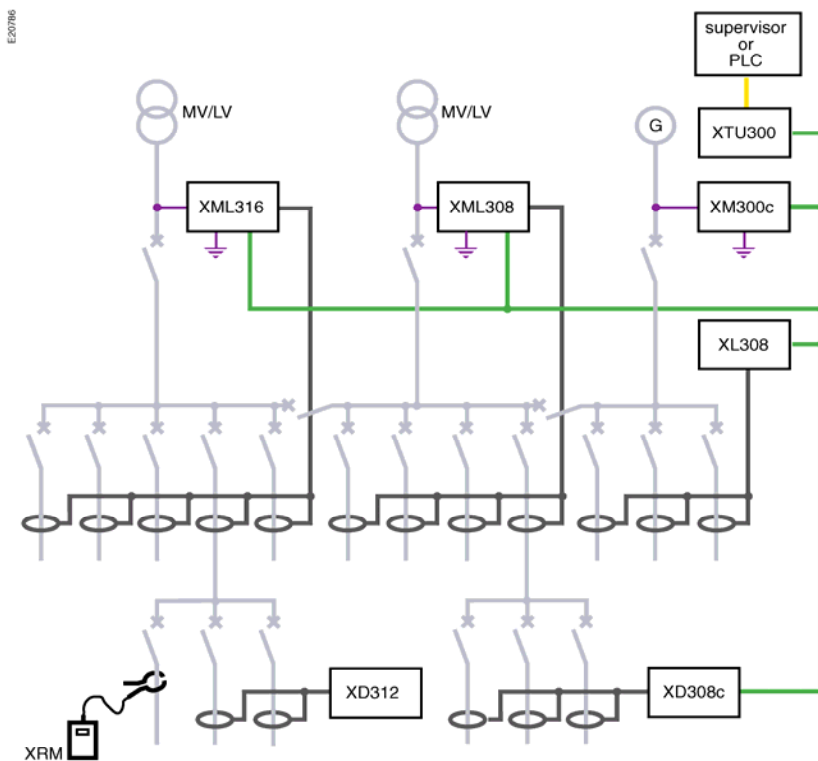 E20786
supervisor
or
PLC
MV/LV
MV/LV
G
XTU300
XML316
XML308
XM300c
XL308
XD312
XD308c
XRM